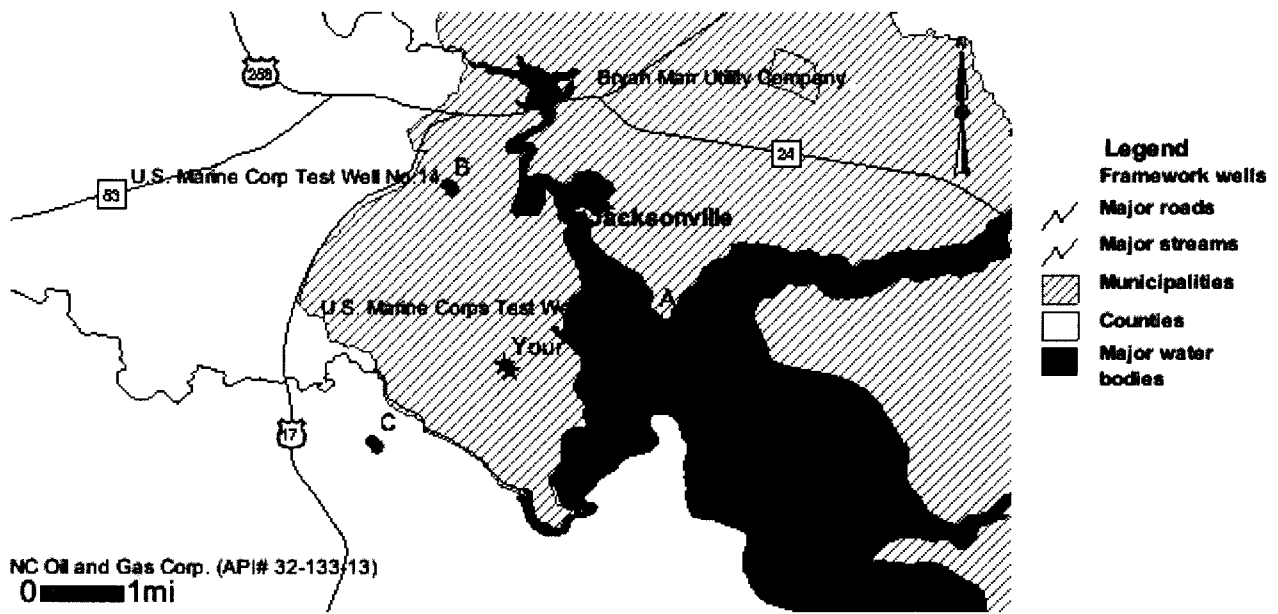 258
Bryan Marr Utility Company
24
B
U.S. Marine Corp Test Well No.14
53
Jacksonville
U.S. Marine Corps Test We
A
Your
C
17
NC Oil and Gas Corp. (API# 32-133-13)
0 1mi
Legend
Framework wells
Major roads
Major streams
Municipalities
Counties
Major water
bodies